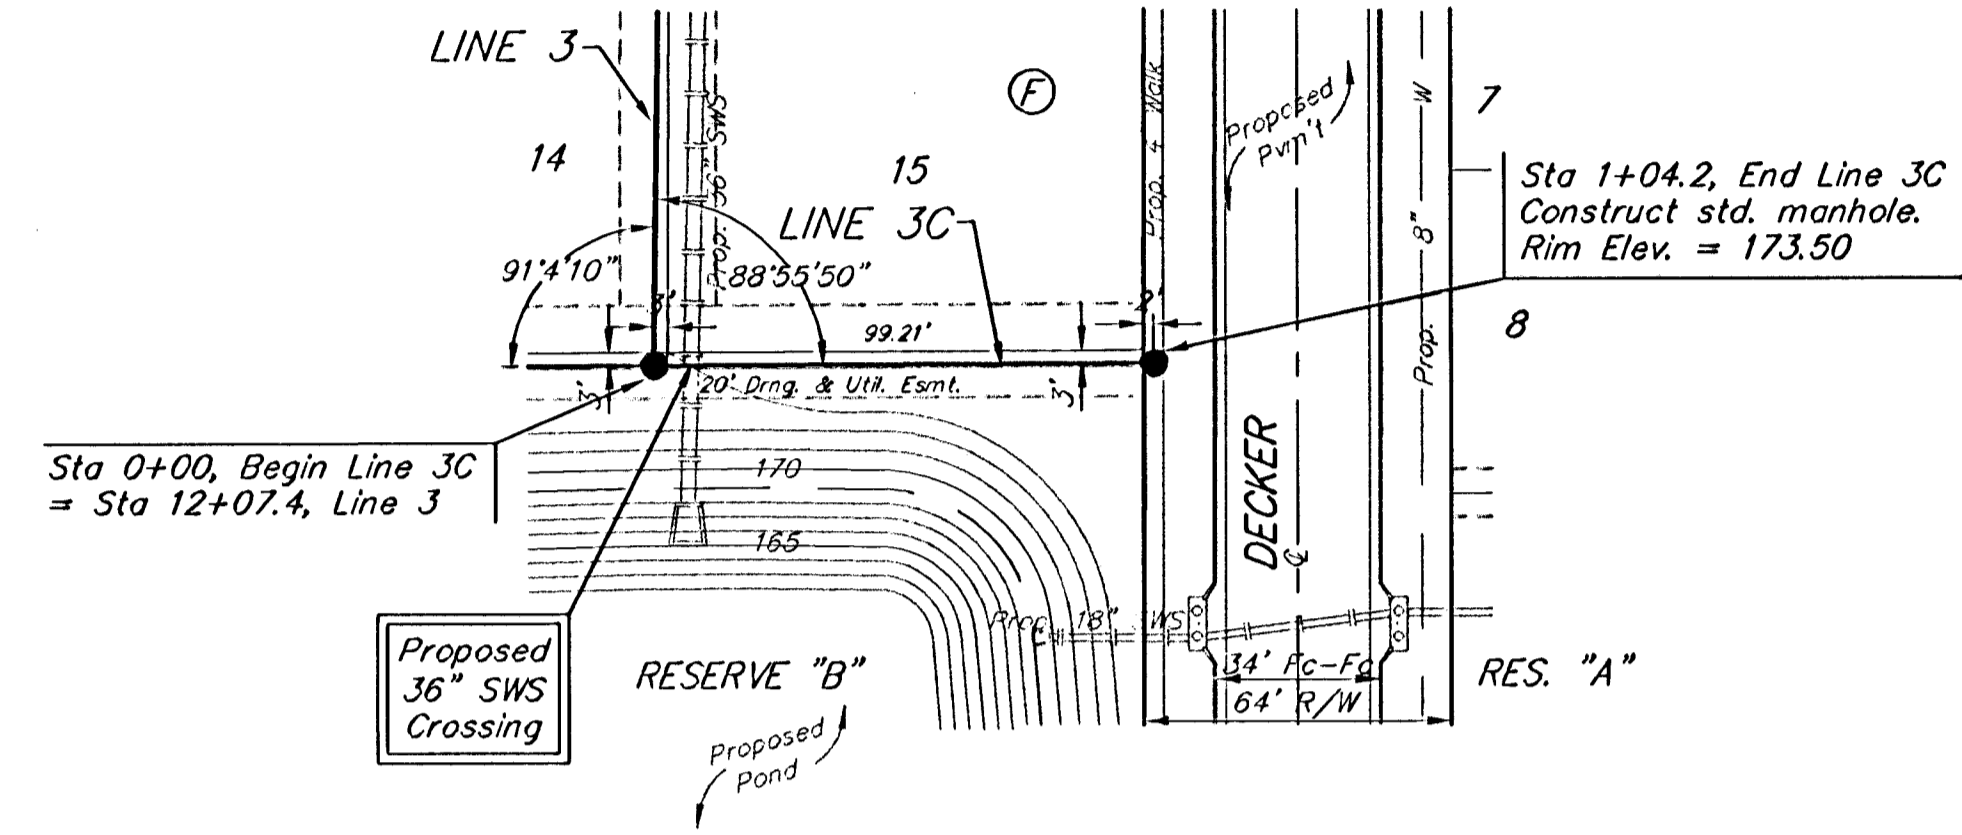 LINE 3
F
14
15
LINE 3C
Prop. 36" SWS
Prop. 4' Walk
Proposed
Pvm't
Prop. 8" W
7
8
Sta 1+04.2, End Line 3C
Construct std. manhole.
Rim Elev. = 173.50
91°4'10"
88°55'50"
3'
99.21'
2'
3'
3'
20' Drng. & Util. Esmt.
Sta 0+00, Begin Line 3C
= Sta 12+07.4, Line 3
170
165
DECKER
℄
Proposed
36" SWS
Crossing
RESERVE "B"
Proposed
Pond
Prop. 18" SWS
34' Fc-Fc
64' R/W
RES. "A"